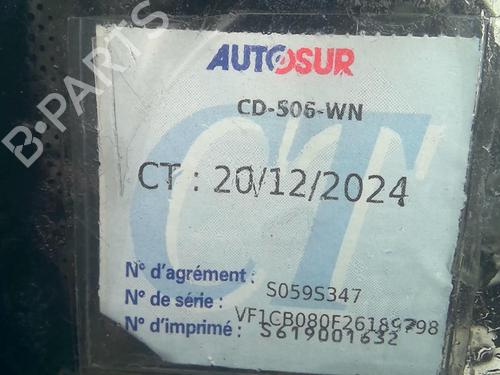 B-PARTS
AUTOSUR
CD-506-WN
CT
CT : 20/12/2024
N° d'agrément : S059S347
N° de série : VF1CB080F26189798
N° d'imprimé : S619001632